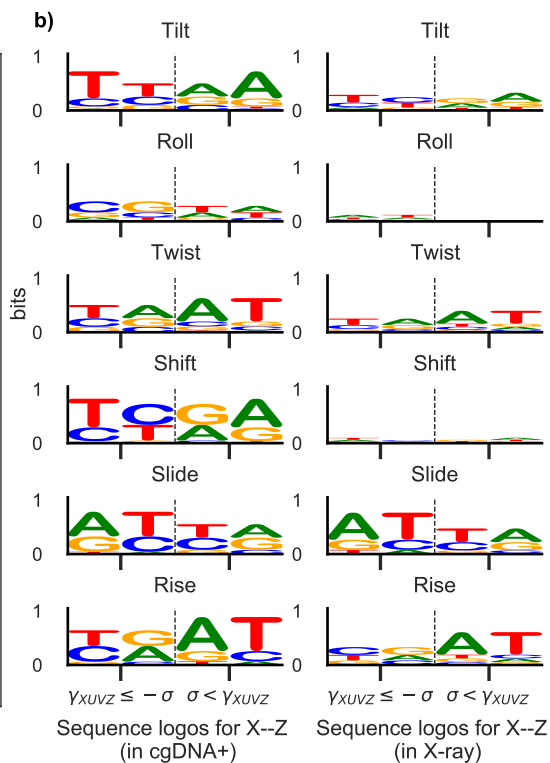 b)
Tilt Tilt
1 1
0 0
Roll Roll
1 1
0 0
Twist Twist
1 1
bits
0 0
Shift Shift
1 1
0 0
Slide Slide
1 1
0 0
Rise Rise
1 1
0 0
γXUVZ ≤ − σ σ < γXUVZ γXUVZ ≤ − σ σ < γXUVZ
Sequence logos for X--Z Sequence logos for X--Z
(in cgDNA+) (in X-ray)